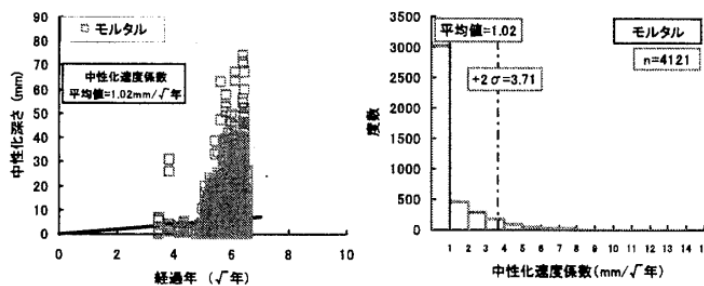 90
80
70
60
50
40
30
20
10
0
中性化深さ (mm)
モルタル
中性化速度係数
平均値=1.02mm/√年
0 2 4 6 8 10
経過年 (√年)
3500
3000
2500
2000
1500
1000
500
0
度数
平均値=1.02
モルタル
n=4121
+2σ=3.71
1 2 3 4 5 6 7 8 9 10 11 12 13 14 15
中性化速度係数(mm/√年)